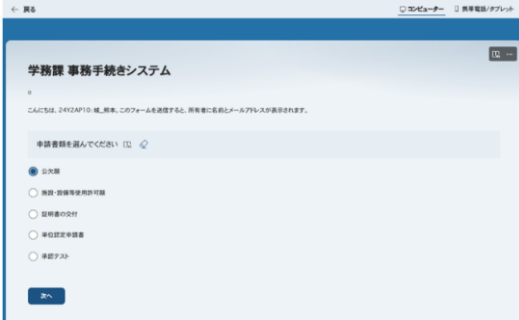 戻る
コンピューター 携帯電話/タブレット
学務課 事務手続きシステム
こんにちは、24Y2AP10:城_熊本。このフォームを送信すると、所有者に名前とメールアドレスが表示されます。
申請書類を選んでください
公欠願
施設・設備等使用許可願
証明書の交付
単位認定申請書
承認テスト
次へ